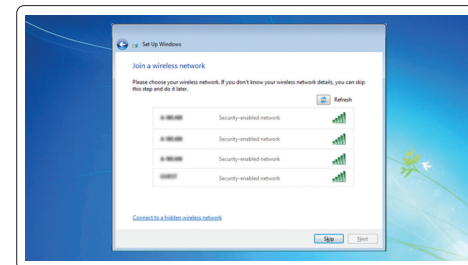 Set Up Windows
Join a wireless network
Please choose your wireless network. If you don't know your wireless network details, you can skip
this step and do it later.
Refresh
Security-enabled network
Security-enabled network
Security-enabled network
Security-enabled network
Connect to a hidden wireless network
Skip Next